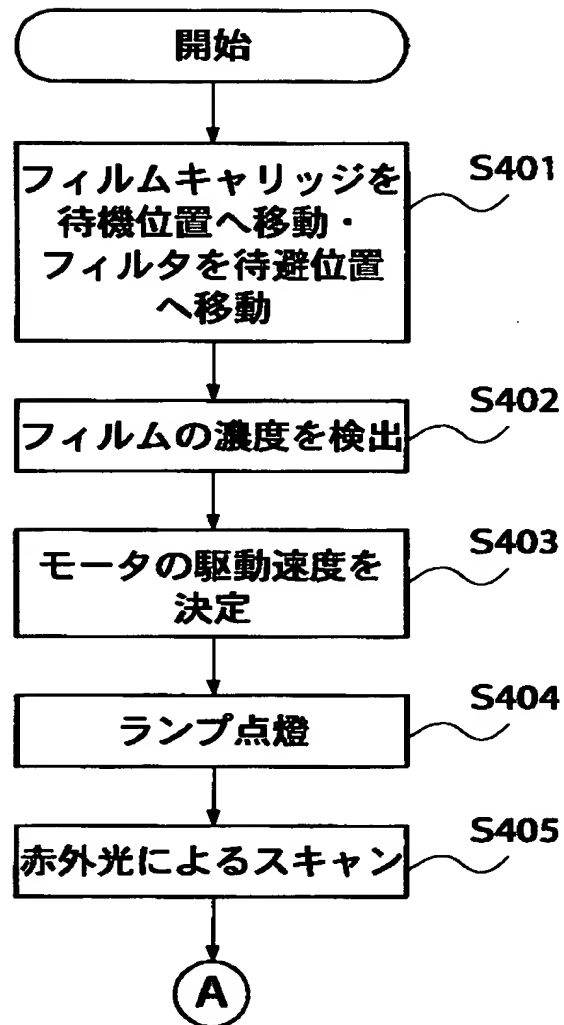 開始
S401
フィルムキャリッジを
待機位置へ移動・
フィルタを待避位置
へ移動
S402
フィルムの濃度を検出
S403
モータの駆動速度を
決定
S404
ランプ点燈
S405
赤外光によるスキャン
A